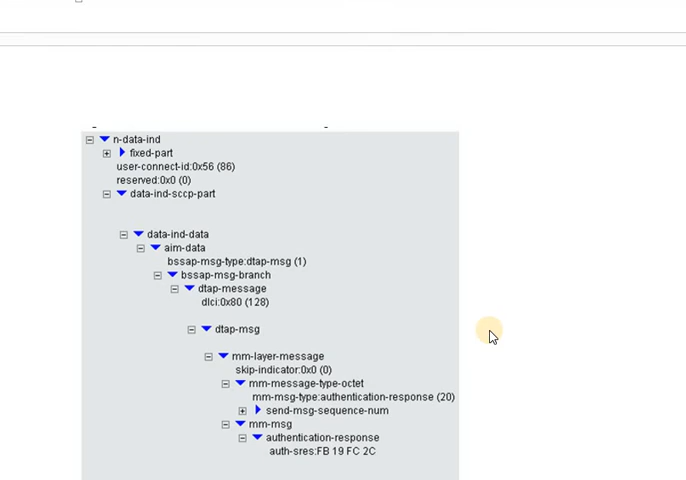 n-data-ind
fixed-part
user-connect-id:0x56 (86)
reserved:0x0 (0)
data-ind-sccp-part
data-ind-data
aim-data
bssap-msg-type:dtap-msg (1)
bssap-msg-branch
dtap-message
dlci:0x80 (128)
dtap-msg
mm-layer-message
skip-indicator:0x0 (0)
mm-message-type-octet
mm-msg-type:authentication-response (20)
send-msg-sequence-num
mm-msg
authentication-response
auth-sres:FB 19 FC 2C